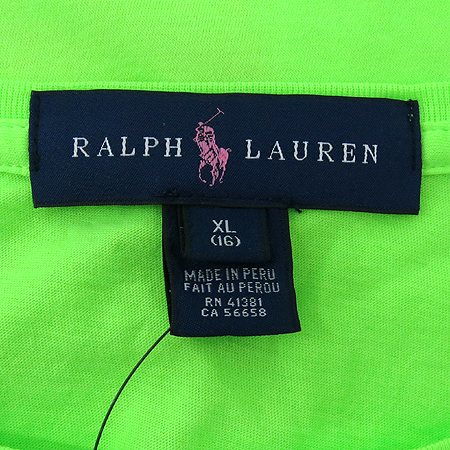 RALPH LAUREN
XL
(16)
MADE IN PERU
FAIT AU PEROU
RN 41381
CA 56658